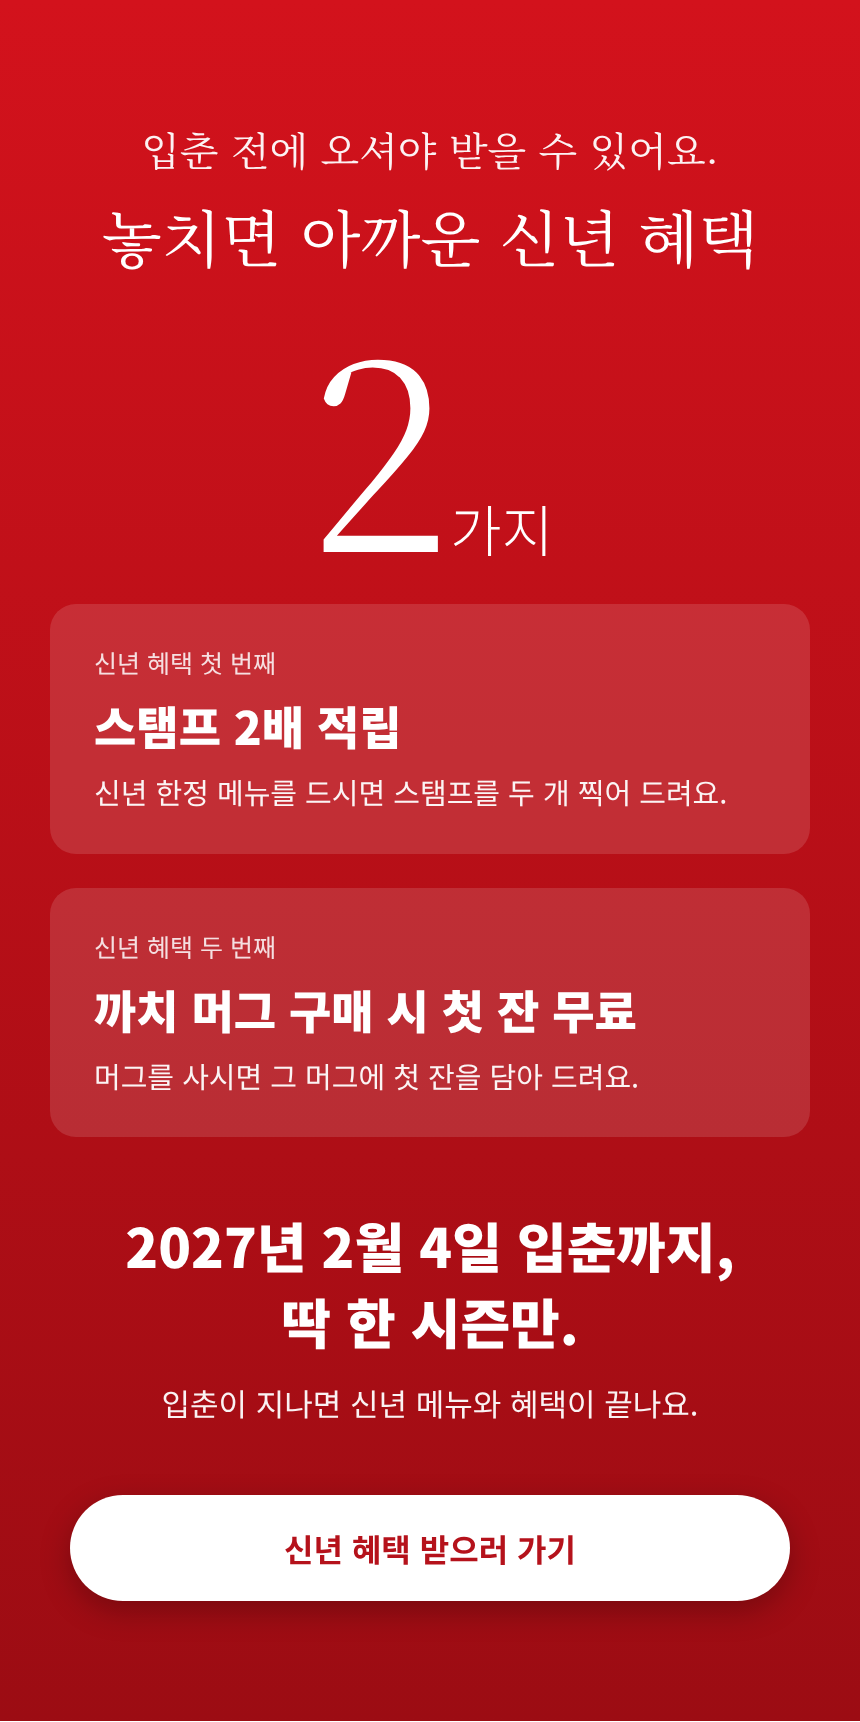 입춘 전에 오셔야 받을 수 있어요.
놓치면 아까운 신년 혜택
2가지
신년 혜택 첫 번째
스탬프 2배 적립
신년 한정 메뉴를 드시면 스탬프를 두 개 찍어 드려요.
신년 혜택 두 번째
까치 머그 구매 시 첫 잔 무료
머그를 사시면 그 머그에 첫 잔을 담아 드려요.
2027년 2월 4일 입춘까지,
딱 한 시즌만.
입춘이 지나면 신년 메뉴와 혜택이 끝나요.
신년 혜택 받으러 가기